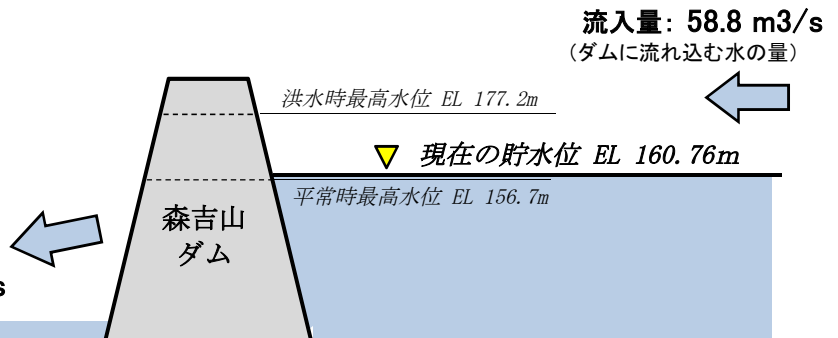 流入量: 58.8 m3/s
(ダムに流れ込む水の量)
洪水時最高水位 EL 177.2m
現在の貯水位 EL 160.76m
平常時最高水位 EL 156.7m
森吉山
ダム
s